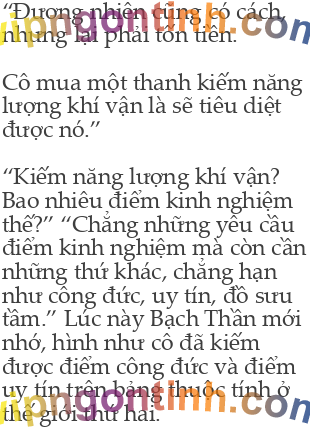 “Đương nhiên cũng có cách,
nhưng lại phải tốn tiền.
Cô mua một thanh kiếm năng
lượng khí vận là sẽ tiêu diệt
được nó.”
“Kiếm năng lượng khí vận?
Bao nhiêu điểm kinh nghiệm
thế?” “Chẳng những yêu cầu
điểm kinh nghiệm mà còn cần
những thứ khác, chẳng hạn
như công đức, uy tín, đồ sưu
tầm.” Lúc này Bạch Thần mới
nhớ, hình như cô đã kiếm
được điểm công đức và điểm
uy tín trên bảng thuộc tính ở
thế giới thứ hai.
vipngontinh.com
vipngontinh.com